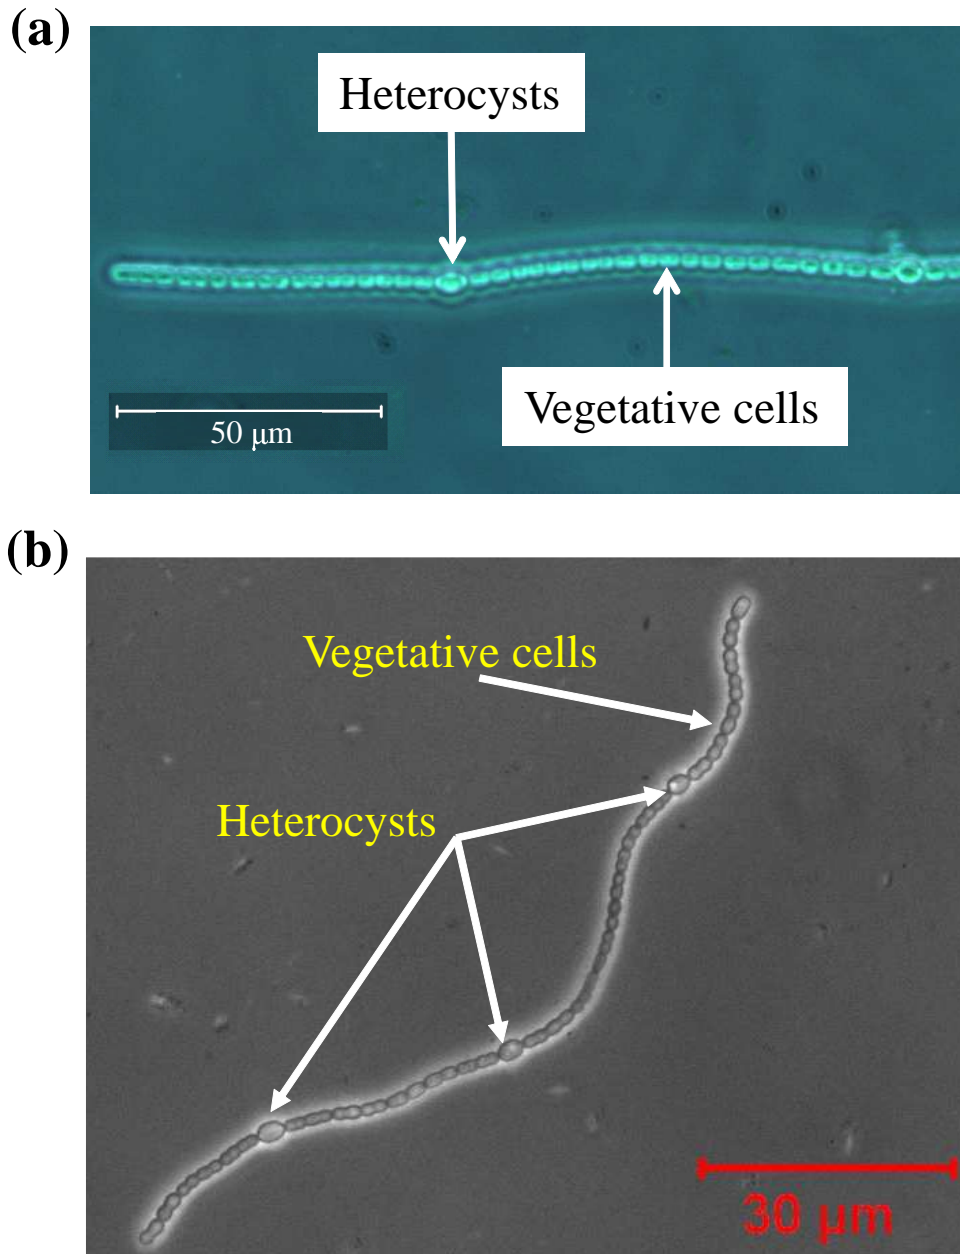 (a)
Heterocysts
Vegetative cells
50 μm
(b)
Vegetative cells
Heterocysts
30 μm